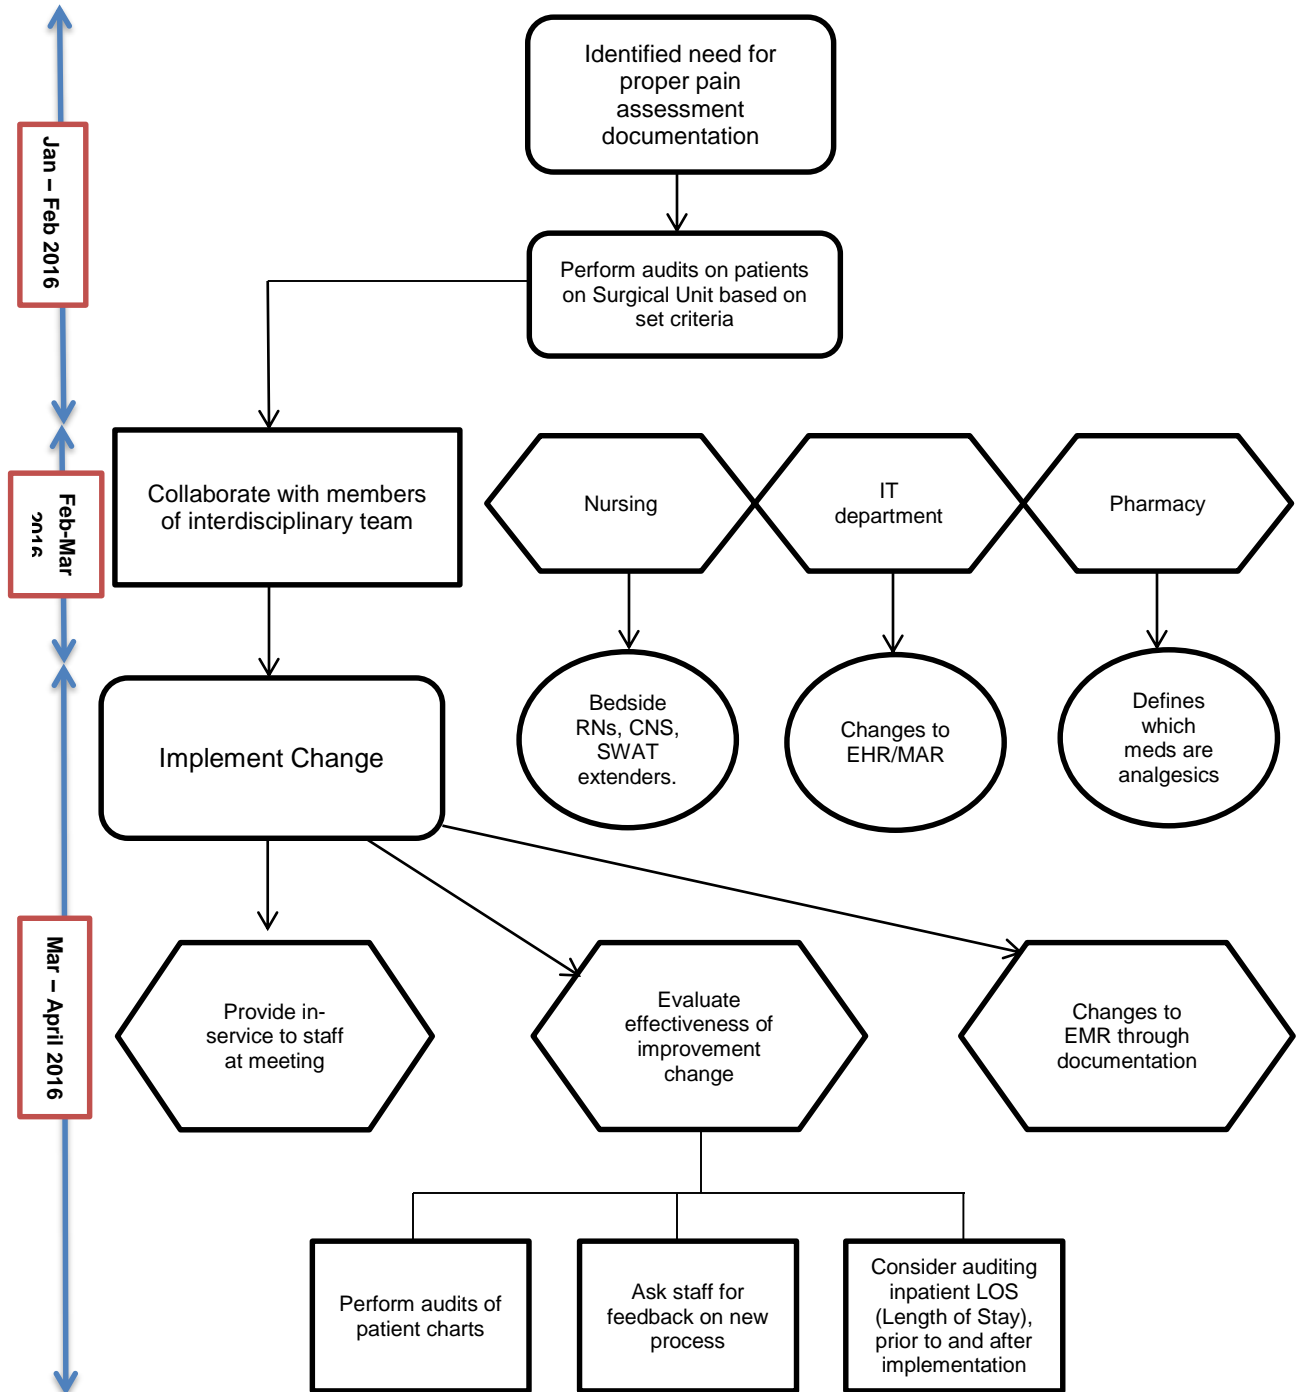 Identified need for
proper pain
assessment
documentation
Jan – Feb 2016
Perform audits on patients
on Surgical Unit based on
set criteria
Feb-Mar
2016
Collaborate with members
of interdisciplinary team
Nursing
IT
department
Pharmacy
Implement Change
Bedside
RNs, CNS,
SWAT
extenders.
Changes to
EHR/MAR
Defines
which
meds are
analgesics
Mar – April 2016
Provide in-
service to staff
at meeting
Evaluate
effectiveness of
improvement
change
Changes to
EMR through
documentation
Perform audits of
patient charts
Ask staff for
feedback on new
process
Consider auditing
inpatient LOS
(Length of Stay),
prior to and after
implementation